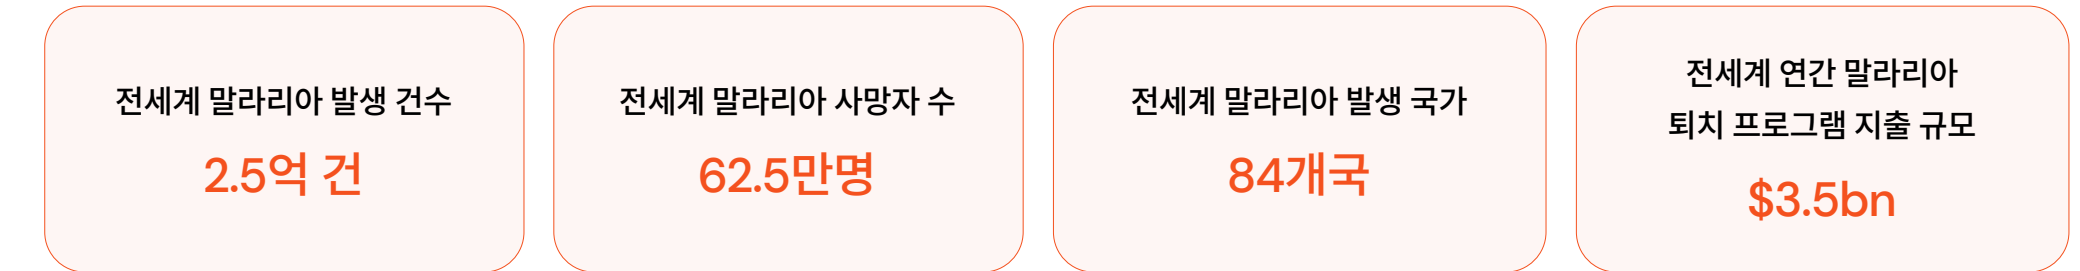 전세계 말라리아 발생 건수
2.5억 건
전세계 말라리아 사망자 수
62.5만명
전세계 말라리아 발생 국가
84개국
전세계 연간 말라리아
퇴치 프로그램 지출 규모
$3.5bn